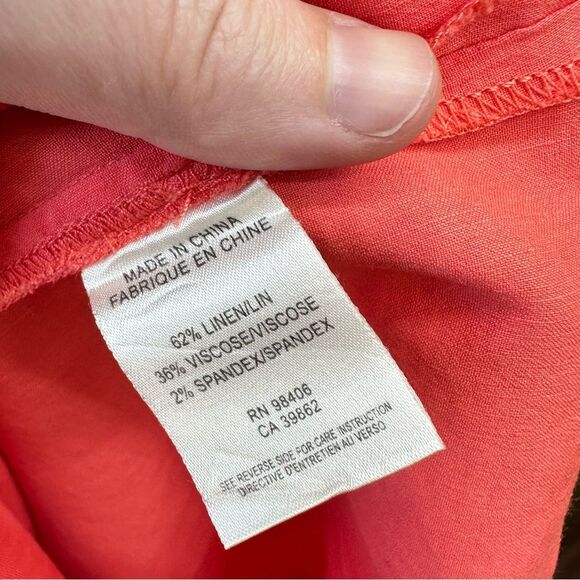 MADE IN CHINA
FABRIQUE EN CHINE
62% LINEN/LIN
36% VISCOSE/VISCOSE
2% SPANDEX/SPANDEX
RN 98406
CA 39862
SEE REVERSE SIDE FOR CARE INSTRUCTION
DIRECTIVE D'ENTRETIEN AU VERSO